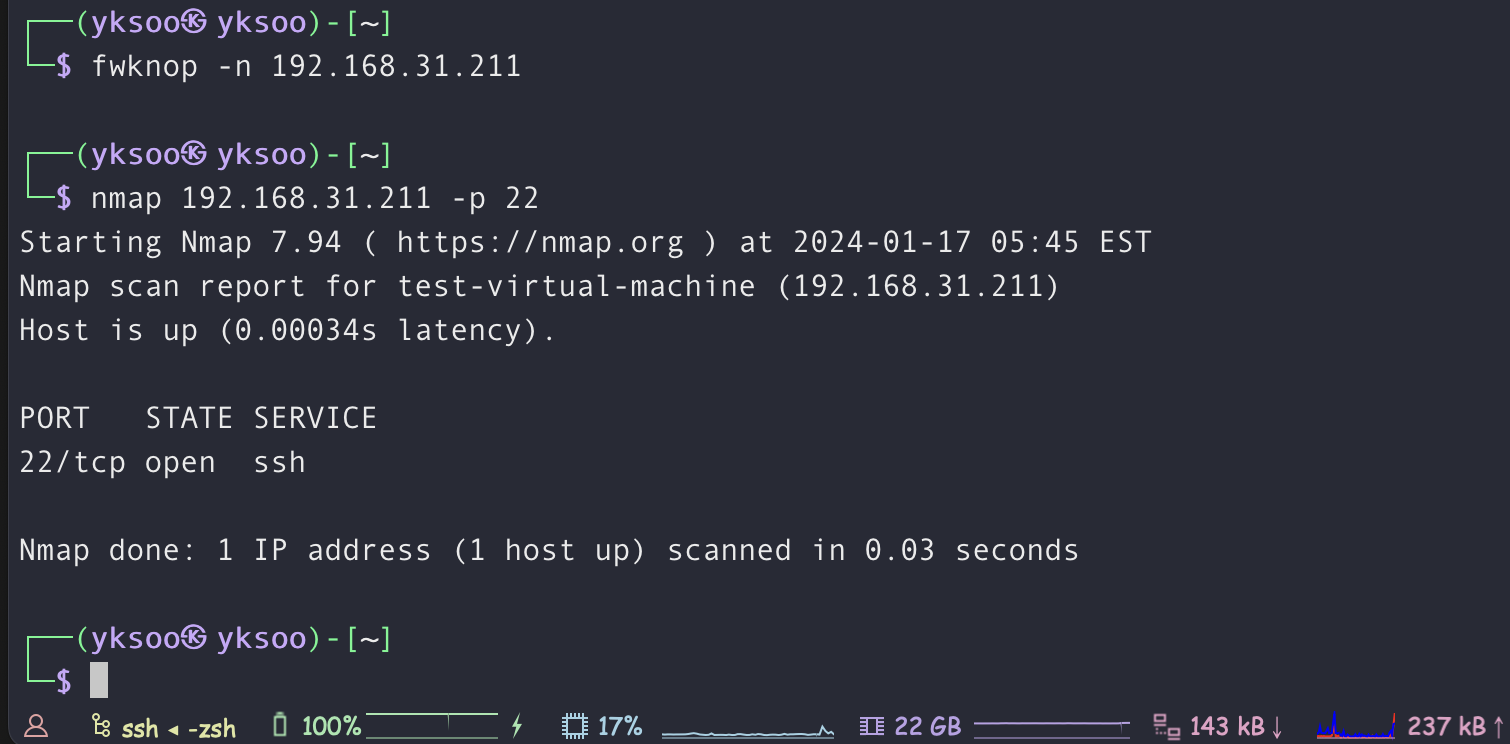 (yksoo㉿ yksoo)-[~]
$ fwknop -n 192.168.31.211
(yksoo㉿ yksoo)-[~]
$ nmap 192.168.31.211 -p 22
Starting Nmap 7.94 ( https://nmap.org ) at 2024-01-17 05:45 EST
Nmap scan report for test-virtual-machine (192.168.31.211)
Host is up (0.00034s latency).
PORT   STATE SERVICE
22/tcp open  ssh
Nmap done: 1 IP address (1 host up) scanned in 0.03 seconds
(yksoo㉿ yksoo)-[~]
$
ssh ◂ -zsh 100% 17% 22 GB 143 kB↓ 237 kB↑